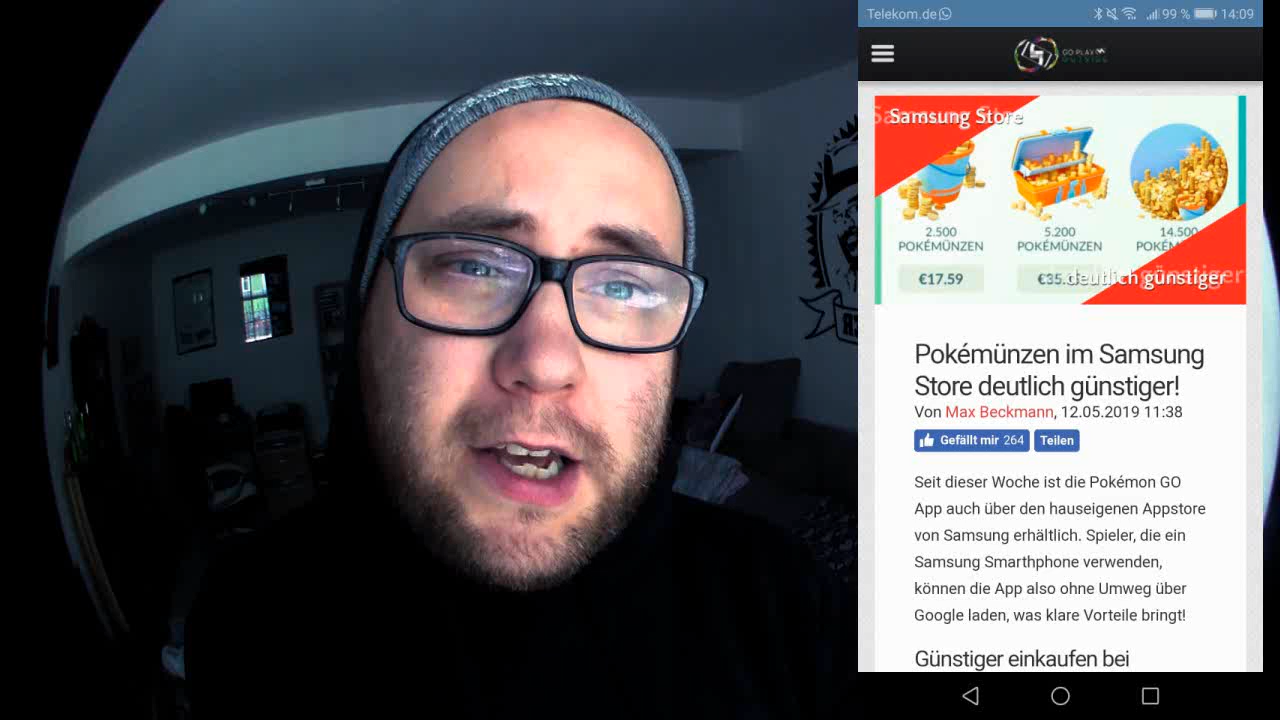 Telekom.de
99 %
14:09
GO PLAY
OUTSIDE
Samsung Store
2.500
POKÉMÜNZEN
€17.59
5.200
POKÉMÜNZEN
14.500
deutlich günstiger
Pokémünzen im Samsung
Store deutlich günstiger!
Von Max Beckmann, 12.05.2019 11:38
Gefällt mir 264
Teilen
Seit dieser Woche ist die Pokémon GO
App auch über den hauseigenen Appstore
von Samsung erhältlich. Spieler, die ein
Samsung Smarthphone verwenden,
können die App also ohne Umweg über
Google laden, was klare Vorteile bringt!
Günstiger einkaufen bei